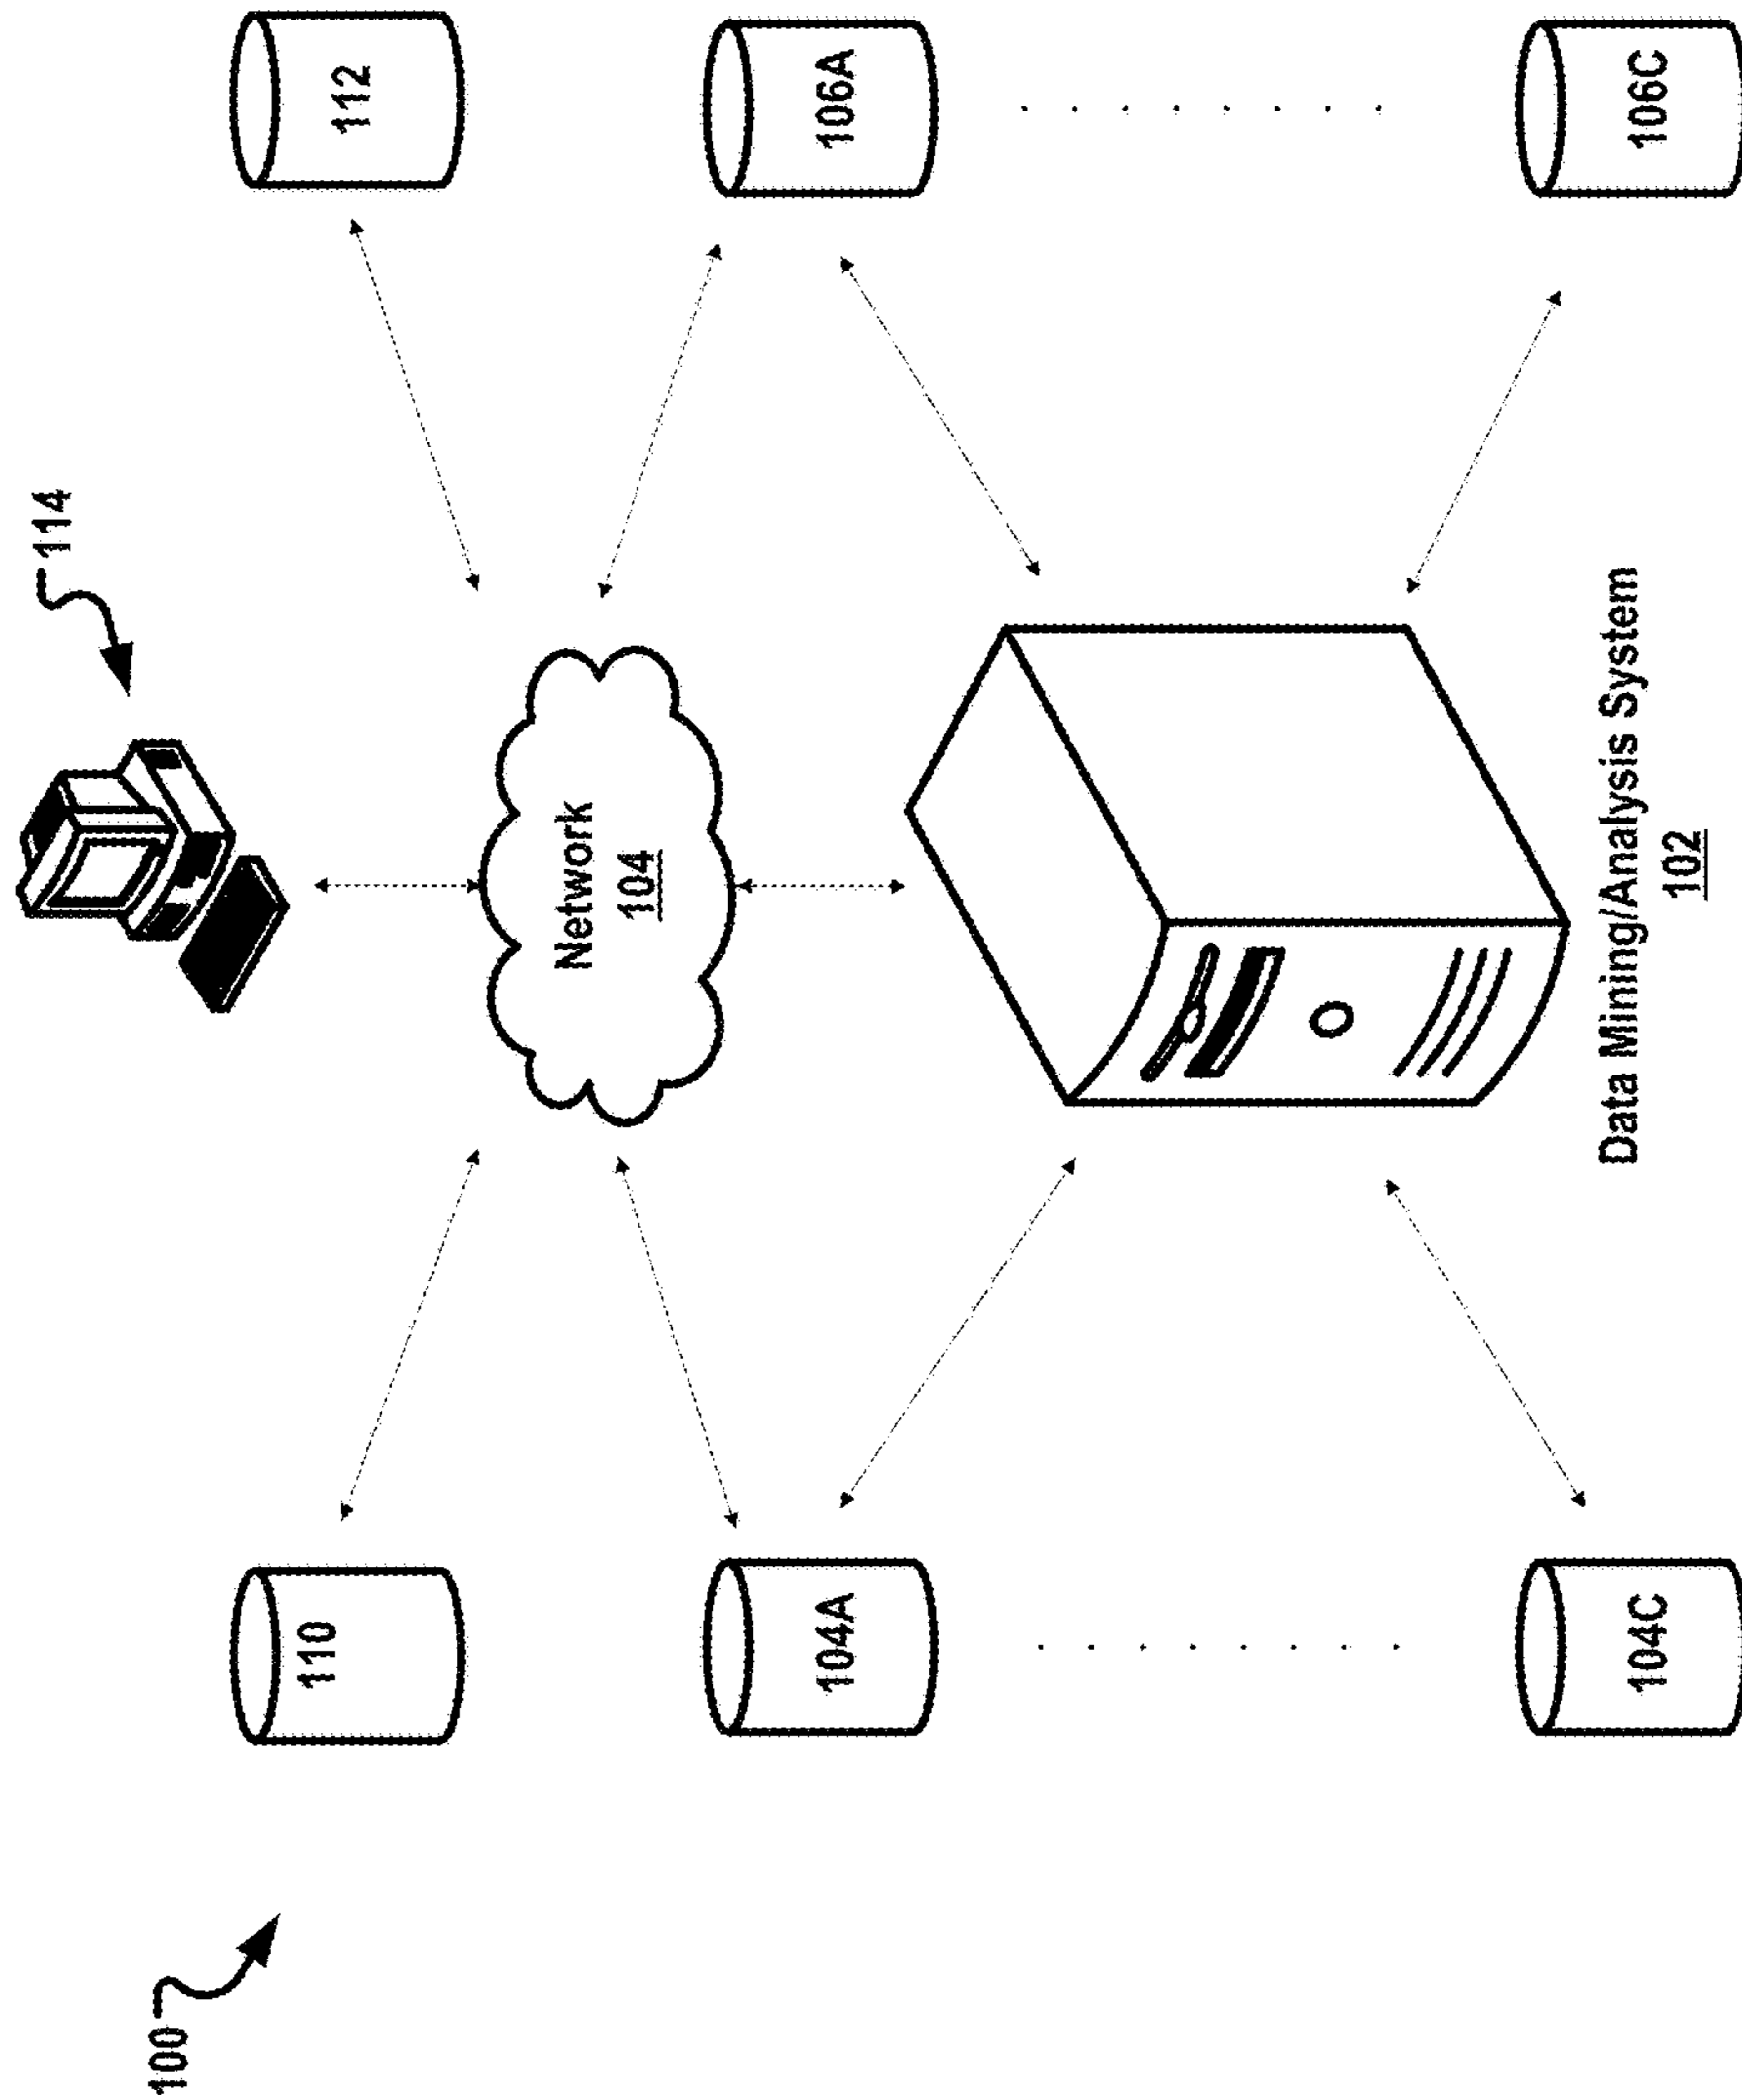 100
114
110
Network
104
112
104A
106A
104C
106C
Data Mining/Analysis System
102